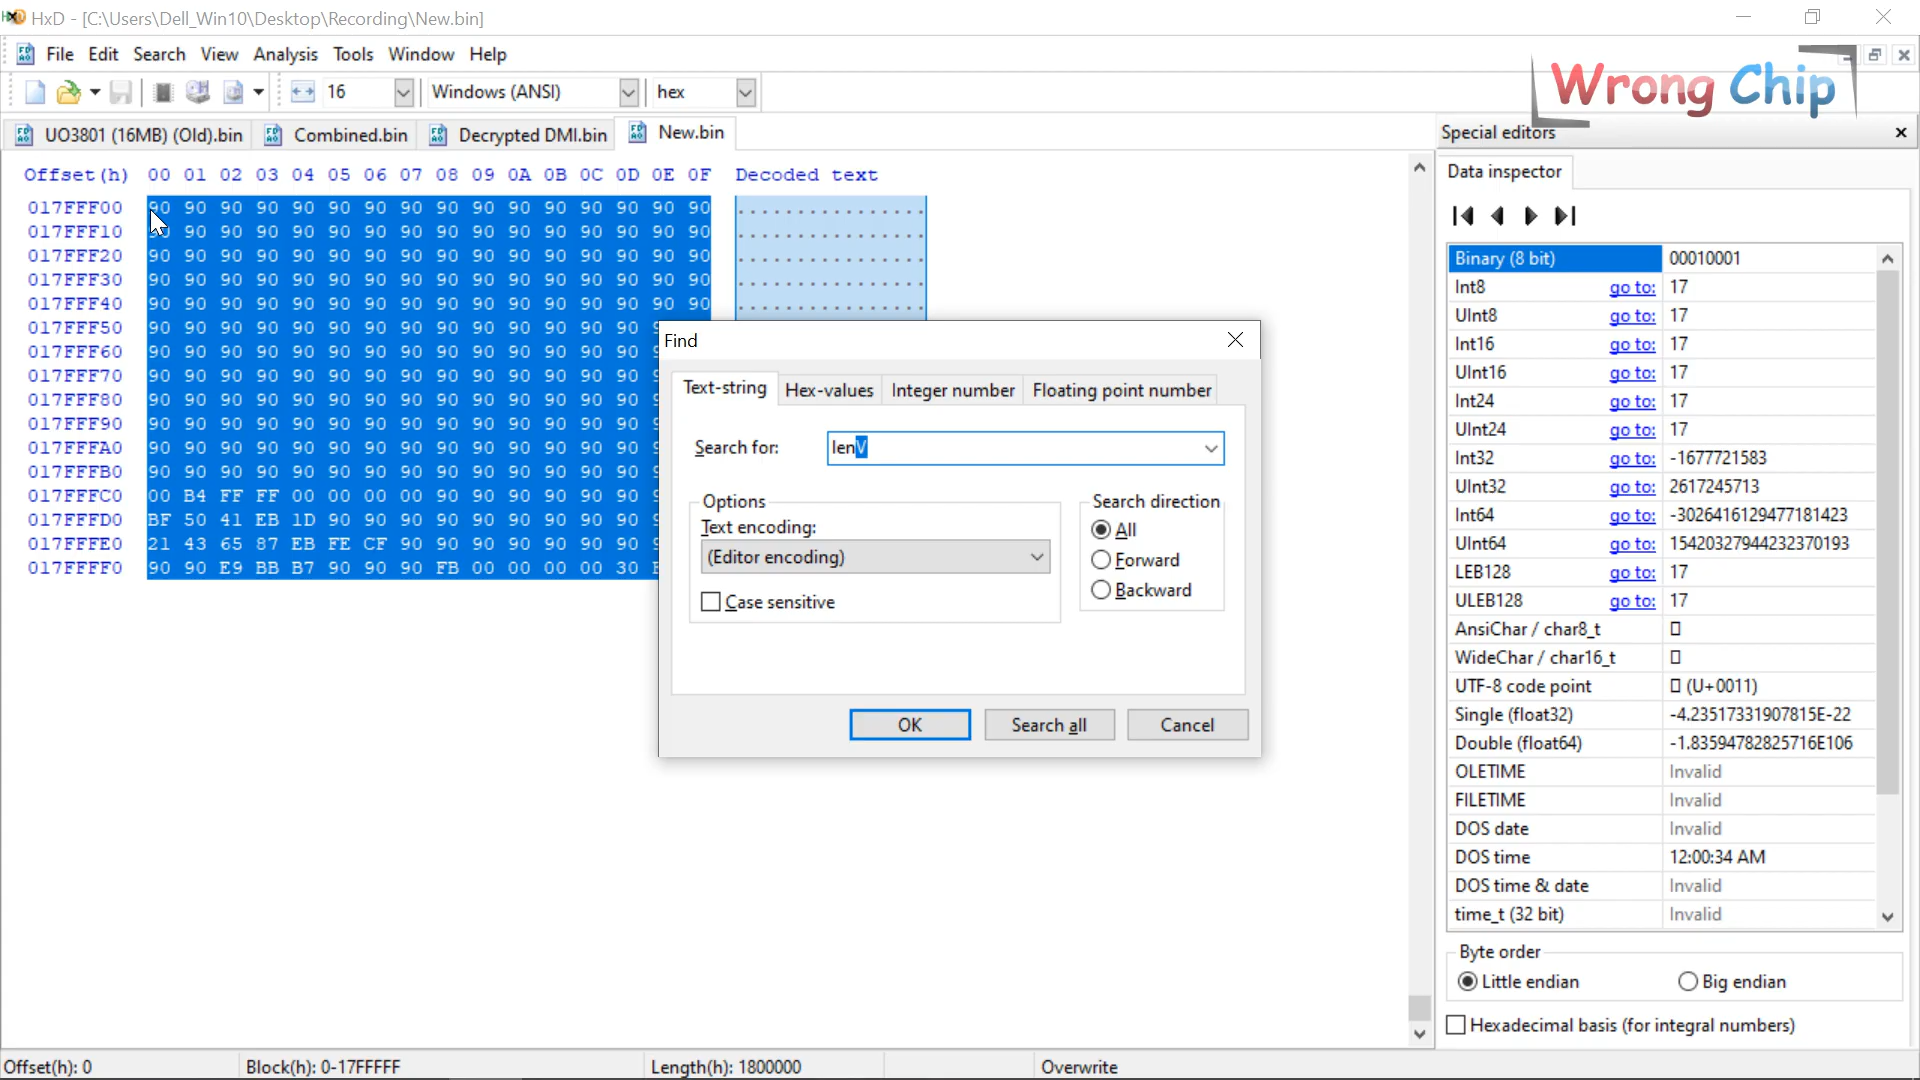 HxD - [C:\Users\Dell_Win10\Desktop\Recording\New.bin]
File Edit Search View Analysis Tools Window Help
16 Windows (ANSI) hex
Wrong Chip
UO3801 (16MB) (Old).bin Combined.bin Decrypted DMI.bin New.bin
Offset(h) 00 01 02 03 04 05 06 07 08 09 0A 0B 0C 0D 0E 0F Decoded text
017FFF00 90 90 90 90 90 90 90 90 90 90 90 90 90 90 90 90 ................
017FFF10 90 90 90 90 90 90 90 90 90 90 90 90 90 90 90 90 ................
017FFF20 90 90 90 90 90 90 90 90 90 90 90 90 90 90 90 90 ................
017FFF30 90 90 90 90 90 90 90 90 90 90 90 90 90 90 90 90 ................
017FFF40 90 90 90 90 90 90 90 90 90 90 90 90 90 90 90 90 ................
017FFF50 90 90 90 90 90 90 90 90 90 90 90 90 90 90
017FFF60 90 90 90 90 90 90 90 90 90 90 90 90 90 90
017FFF70 90 90 90 90 90 90 90 90 90 90 90 90 90 90
017FFF80 90 90 90 90 90 90 90 90 90 90 90 90 90 90
017FFF90 90 90 90 90 90 90 90 90 90 90 90 90 90 90
017FFFA0 90 90 90 90 90 90 90 90 90 90 90 90 90 90
017FFFB0 90 90 90 90 90 90 90 90 90 90 90 90 90 90
017FFFC0 00 B4 FF FF 00 00 00 00 90 90 90 90 90 90
017FFFD0 BF 50 41 EB 1D 90 90 90 90 90 90 90 90 90
017FFFE0 21 43 65 87 EB FE CF 90 90 90 90 90 90 90
017FFFF0 90 90 E9 BB B7 90 90 90 FB 00 00 00 00 30
Find
Text-string Hex-values Integer number Floating point number
Search for: lenV
Options
Text encoding:
(Editor encoding)
Case sensitive
Search direction
All
Forward
Backward
OK Search all Cancel
Special editors
Data inspector
Binary (8 bit) 00010001
Int8 go to: 17
UInt8 go to: 17
Int16 go to: 17
UInt16 go to: 17
Int24 go to: 17
UInt24 go to: 17
Int32 go to: -1677721583
UInt32 go to: 2617245713
Int64 go to: -3026416129477181423
UInt64 go to: 15420327944232370193
LEB128 go to: 17
ULEB128 go to: 17
AnsiChar / char8_t
WideChar / char16_t
UTF-8 code point (U+0011)
Single (float32) -4.23517331907815E-22
Double (float64) -1.83594782825716E106
OLETIME Invalid
FILETIME Invalid
DOS date Invalid
DOS time 12:00:34 AM
DOS time & date Invalid
time_t (32 bit) Invalid
Byte order
Little endian Big endian
Hexadecimal basis (for integral numbers)
Offset(h): 0 Block(h): 0-17FFFFF Length(h): 1800000 Overwrite